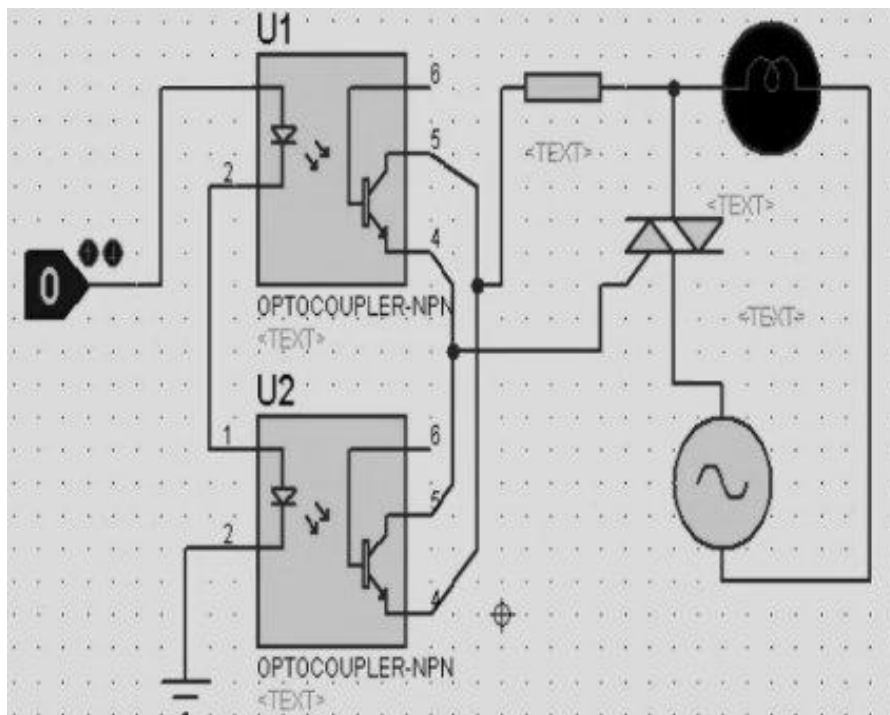 U1
6
5
2
<TEXT>
<TEXT>
4
0
OPTOCOUPLER-NPN
<TEXT>
<TEXT>
U2
1
6
5
2
4
OPTOCOUPLER-NPN
<TEXT>